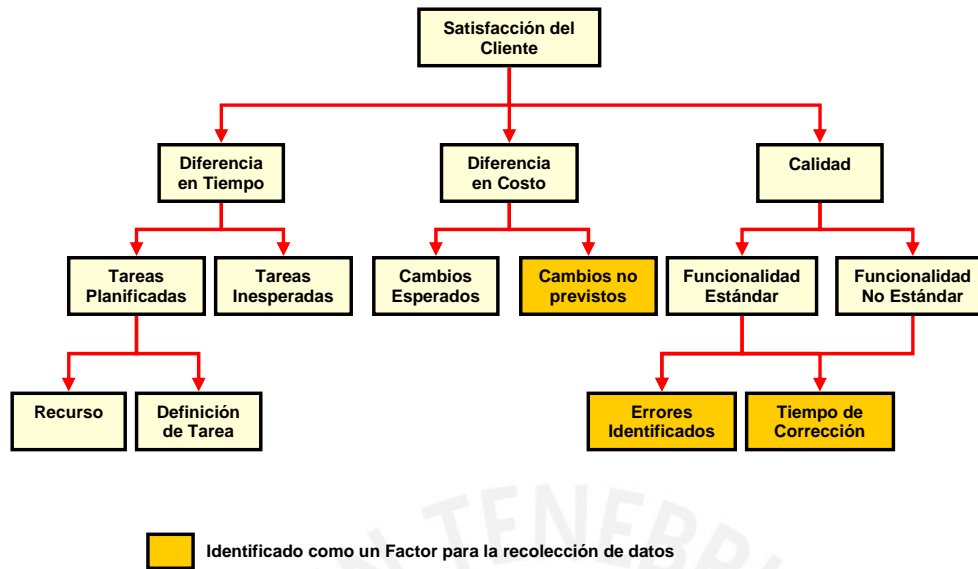 Satisfacción del
Cliente
Diferencia
en Tiempo
Diferencia
en Costo
Calidad
Tareas
Planificadas
Tareas
Inesperadas
Cambios
Esperados
Cambios no
previstos
Funcionalidad
Estándar
Funcionalidad
No Estándar
Recurso
Definición
de Tarea
Errores
Identificados
Tiempo de
Corrección
Identificado como un Factor para la recolección de datos